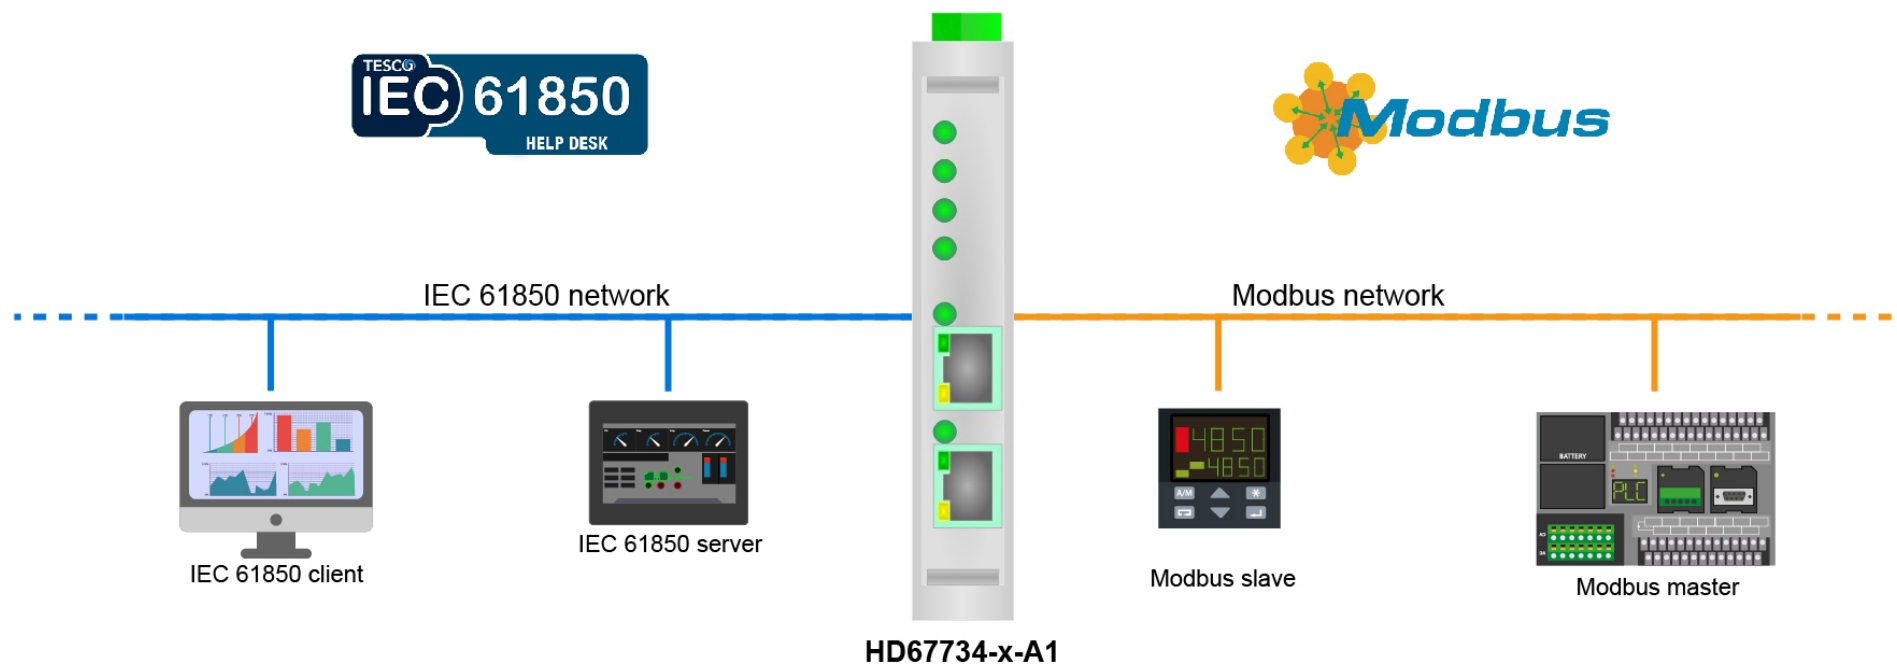 TESCO
IEC 61850
HELP DESK
Modbus
IEC 61850 network
Modbus network
4850
4850
A/M
BATTERY
PLC
IEC 61850 client
IEC 61850 server
Modbus slave
Modbus master
HD67734-x-A1